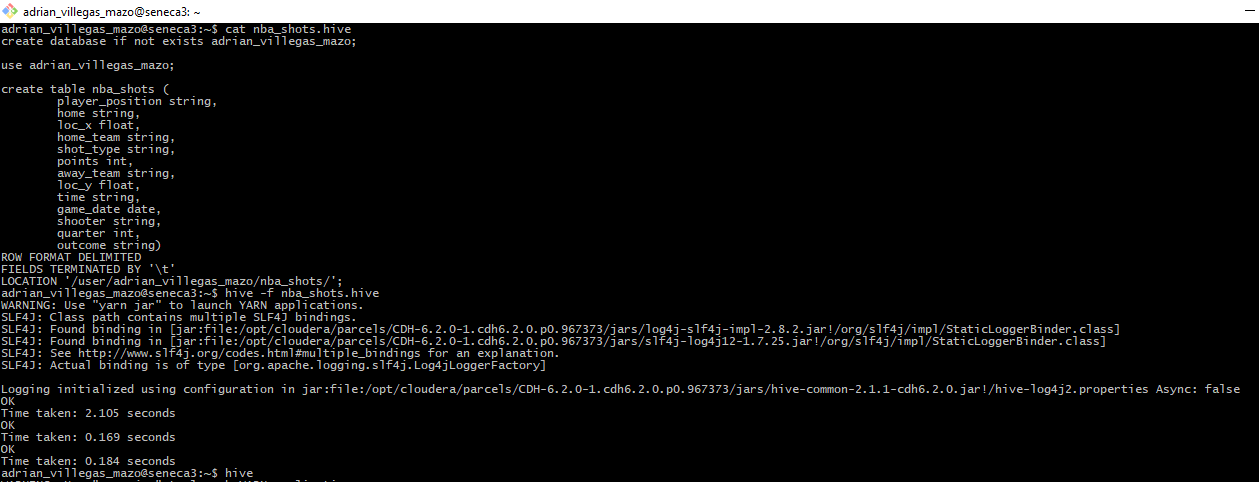 adrian_villegas_mazo@seneca3: ~
adrian_villegas_mazo@seneca3:~$ cat nba_shots.hive
create database if not exists adrian_villegas_mazo;
use adrian_villegas_mazo;
create table nba_shots (
player_position string,
home string,
loc_x float,
home_team string,
shot_type string,
points int,
away_team string,
loc_y float,
time string,
game_date date,
shooter string,
quarter int,
outcome string)
ROW FORMAT DELIMITED
FIELDS TERMINATED BY '\t'
LOCATION '/user/adrian_villegas_mazo/nba_shots/';
adrian_villegas_mazo@seneca3:~$ hive -f nba_shots.hive
WARNING: Use "yarn jar" to launch YARN applications.
SLF4J: Class path contains multiple SLF4J bindings.
SLF4J: Found binding in [jar:file:/opt/cloudera/parcels/CDH-6.2.0-1.cdh6.2.0.p0.967373/jars/log4j-slf4j-impl-2.8.2.jar!/org/slf4j/impl/StaticLoggerBinder.class]
SLF4J: Found binding in [jar:file:/opt/cloudera/parcels/CDH-6.2.0-1.cdh6.2.0.p0.967373/jars/slf4j-log4j12-1.7.25.jar!/org/slf4j/impl/StaticLoggerBinder.class]
SLF4J: See http://www.slf4j.org/codes.html#multiple_bindings for an explanation.
SLF4J: Actual binding is of type [org.apache.logging.slf4j.Log4jLoggerFactory]
Logging initialized using configuration in jar:file:/opt/cloudera/parcels/CDH-6.2.0-1.cdh6.2.0.p0.967373/jars/hive-common-2.1.1-cdh6.2.0.jar!/hive-log4j2.properties Async: false
OK
Time taken: 2.105 seconds
OK
Time taken: 0.169 seconds
OK
Time taken: 0.184 seconds
adrian_villegas_mazo@seneca3:~$ hive